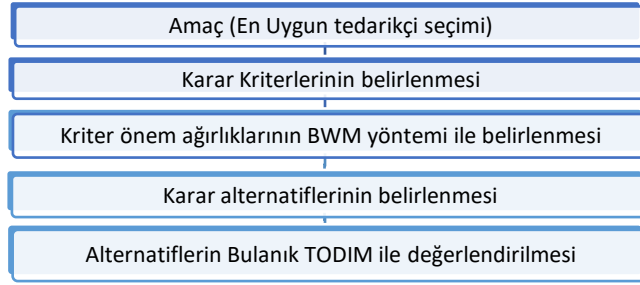 Amaç (En Uygun tedarikçi seçimi)
Karar Kriterlerinin belirlenmesi
Kriter önem ağırlıklarının BWM yöntemi ile belirlenmesi
Karar alternatiflerinin belirlenmesi
Alternatiflerin Bulanık TODIM ile değerlendirilmesi